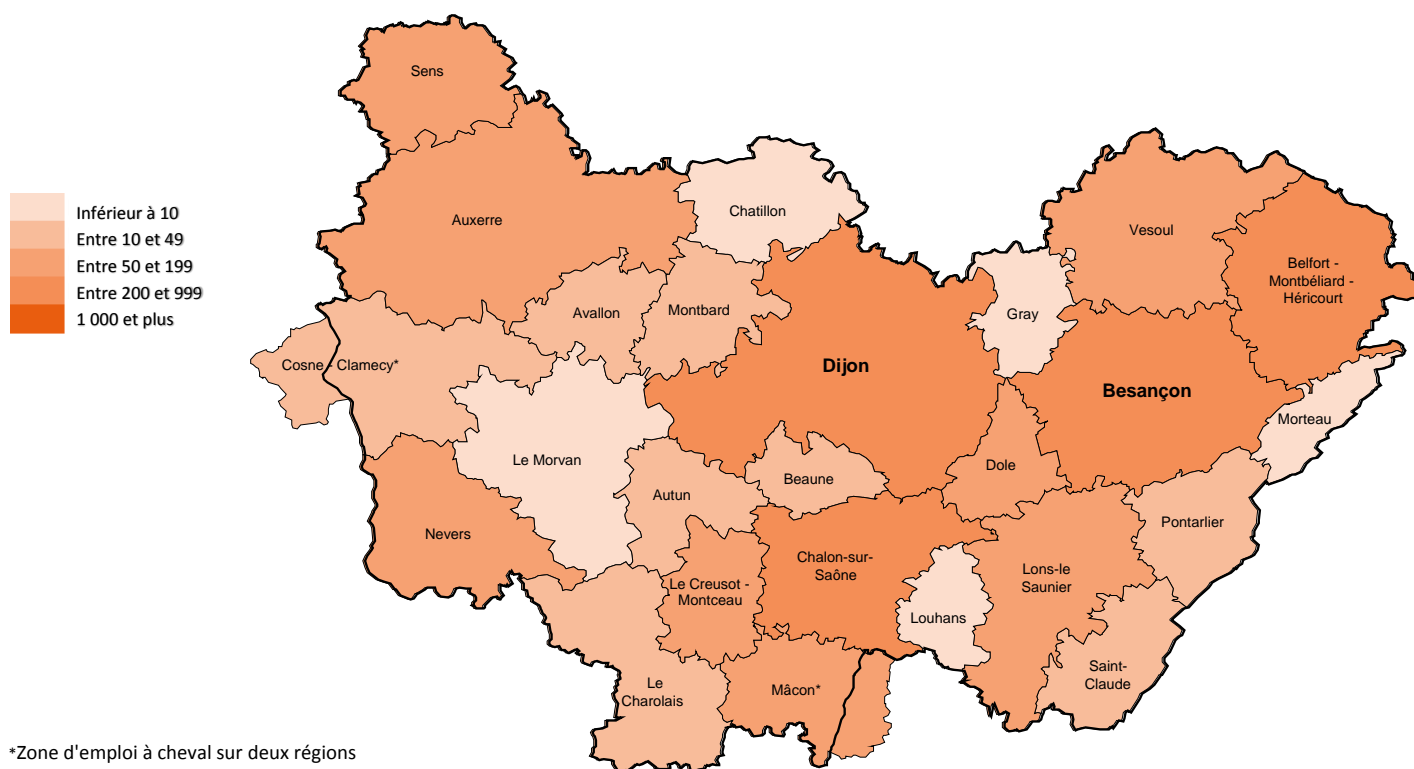 Sens
Inférieur à 10
Entre 10 et 49
Entre 50 et 199
Entre 200 et 999
1 000 et plus
Auxerre
Chatillon
Vesoul
Belfort -
Montbéliard -
Héricourt
Avallon
Montbard
Gray
Cosne - Clamecy*
Dijon
Besançon
Morteau
Le Morvan
Autun
Beaune
Dole
Pontarlier
Nevers
Le Creusot -
Montceau
Chalon-sur-
Saône
Louhans
Lons-le
Saunier
Saint-
Claude
Le
Charolais
Mâcon*
*Zone d'emploi à cheval sur deux régions